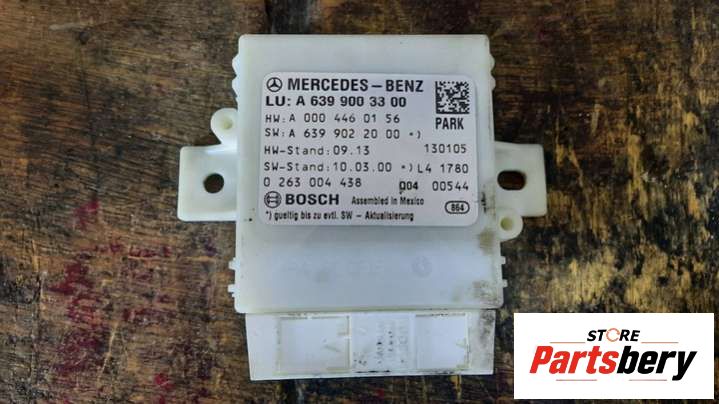 MERCEDES-BENZ
LU: A 639 900 33 00
HW: A 000 446 01 56
PARK
SW: A 639 902 20 00 *)
HW-Stand: 09.13 130105
SW-Stand: 10.03.00 *) L4 1780
0 263 004 438 004 00544
BOSCH Assembled in Mexico
*) gueltig bis zu evtl. SW - Aktualisierung
864
STORE
Partsbery